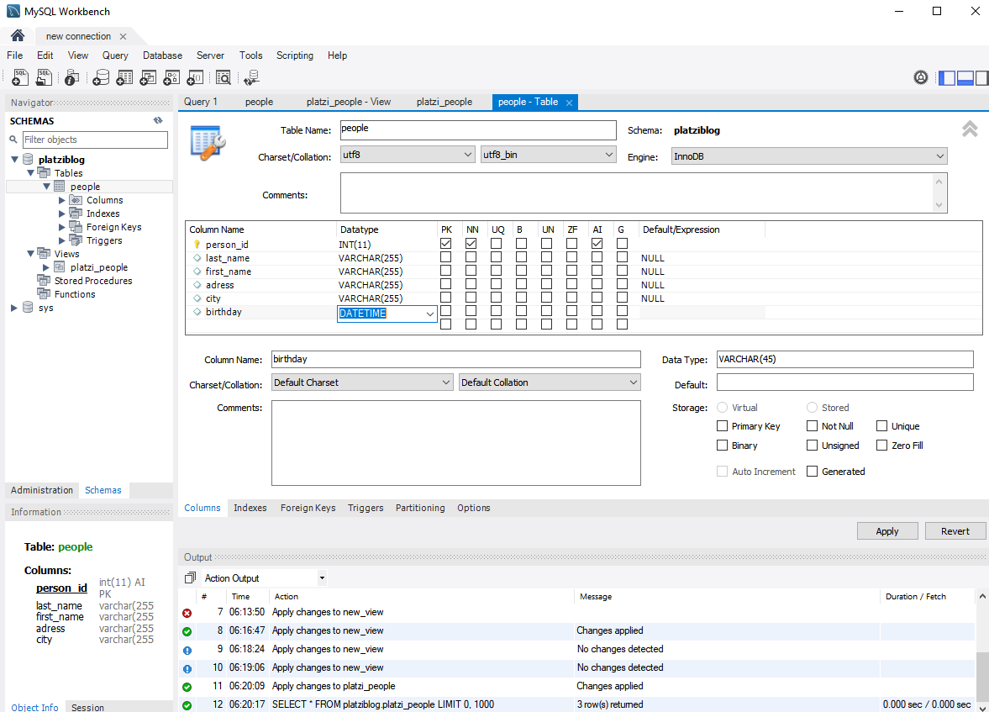 MySQL Workbench
new connection
File Edit View Query Database Server Tools Scripting Help
Navigator
SCHEMAS
Filter objects
platziblog
Tables
people
Columns
Indexes
Foreign Keys
Triggers
Views
platzi_people
Stored Procedures
Functions
sys
Administration Schemas
Information
Table: people
Columns:
person_id int(11) AI
PK
last_name varchar(255
first_name varchar(255
adress varchar(255
city varchar(255
Object Info Session
Query 1 people platzi_people - View platzi_people people - Table
Table Name: people Schema: platziblog
Charset/Collation: utf8 utf8_bin Engine: InnoDB
Comments:
Column Name Datatype PK NN UQ B UN ZF AI G Default/Expression
person_id INT(11)
last_name VARCHAR(255) NULL
first_name VARCHAR(255) NULL
adress VARCHAR(255) NULL
city VARCHAR(255) NULL
birthday DATETIME
Column Name: birthday Data Type: VARCHAR(45)
Charset/Collation: Default Charset Default Collation Default:
Comments: Storage: Virtual Stored
Primary Key Not Null Unique
Binary Unsigned Zero Fill
Auto Increment Generated
Columns Indexes Foreign Keys Triggers Partitioning Options
Apply Revert
Output
Action Output
# Time Action Message Duration / Fetch
7 06:13:50 Apply changes to new_view
8 06:16:47 Apply changes to new_view Changes applied
9 06:18:24 Apply changes to new_view No changes detected
10 06:19:06 Apply changes to new_view No changes detected
11 06:20:09 Apply changes to platzi_people Changes applied
12 06:20:17 SELECT * FROM platziblog.platzi_people LIMIT 0, 1000 3 row(s) returned 0.000 sec / 0.000 sec